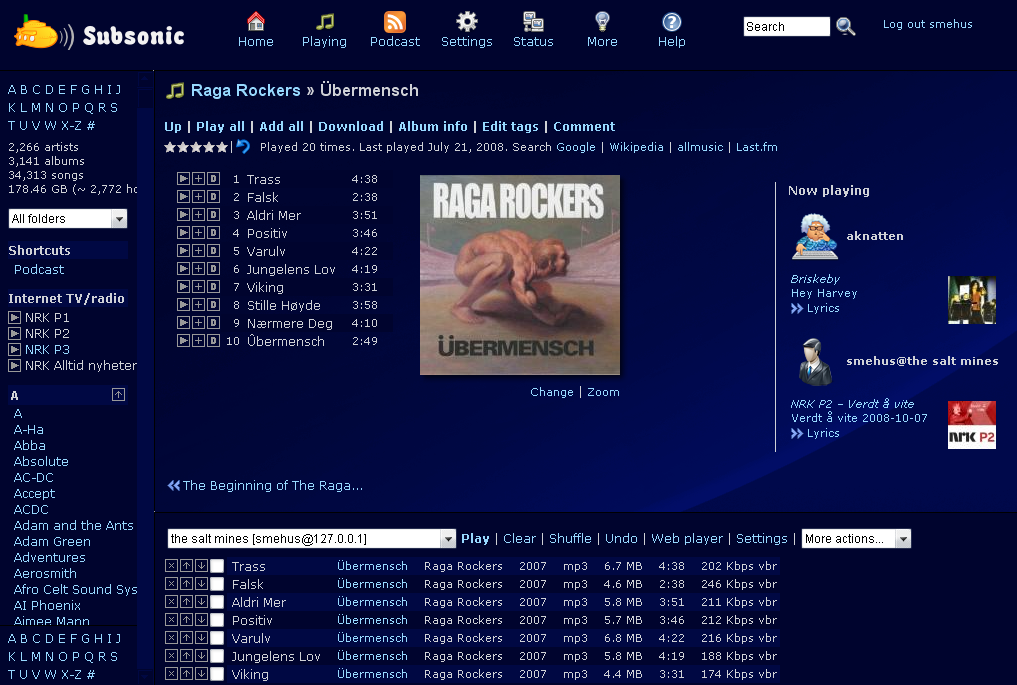 Subsonic
Home Playing Podcast Settings Status More Help
Search
Log out smehus
A B C D E F G H I J
K L M N O P Q R S
T U V W X-Z #
2,266 artists
3,141 albums
34,313 songs
178.46 GB (~ 2,772 ho
All folders
Shortcuts
Podcast
Internet TV/radio
NRK P1
NRK P2
NRK P3
NRK Alltid nyheter
A
A
A-Ha
Abba
Absolute
AC-DC
Accept
ACDC
Adam and the Ants
Adam Green
Adventures
Aerosmith
Afro Celt Sound Sys
AI Phoenix
Aimee Mann
A B C D E F G H I J
K L M N O P Q R S
T U V W X-Z #
Raga Rockers » Übermensch
Up | Play all | Add all | Download | Album info | Edit tags | Comment
| Played 20 times. Last played July 21, 2008. Search Google | Wikipedia | allmusic | Last.fm
D 1 Trass 4:38
D 2 Falsk 2:38
D 3 Aldri Mer 3:51
D 4 Positiv 3:46
D 5 Varulv 4:22
D 6 Jungelens Lov 4:19
D 7 Viking 3:31
D 8 Stille Høyde 3:58
D 9 Nærmere Deg 4:10
D 10 Übermensch 2:49
RAGA ROCKERS
ÜBERMENSCH
Change | Zoom
Now playing
aknatten
Briskeby
Hey Harvey
Lyrics
smehus@the salt mines
NRK P2 – Verdt å vite
Verdt å vite 2008-10-07
Lyrics
nrk P2
The Beginning of The Raga...
the salt mines [smehus@127.0.0.1] Play | Clear | Shuffle | Undo | Web player | Settings | More actions...
Trass Übermensch Raga Rockers 2007 mp3 6.7 MB 4:38 202 Kbps vbr
Falsk Übermensch Raga Rockers 2007 mp3 4.6 MB 2:38 246 Kbps vbr
Aldri Mer Übermensch Raga Rockers 2007 mp3 5.8 MB 3:51 211 Kbps vbr
Positiv Übermensch Raga Rockers 2007 mp3 5.7 MB 3:46 212 Kbps vbr
Varulv Übermensch Raga Rockers 2007 mp3 6.8 MB 4:22 216 Kbps vbr
Jungelens Lov Übermensch Raga Rockers 2007 mp3 5.8 MB 4:19 188 Kbps vbr
Viking Übermensch Raga Rockers 2007 mp3 4.4 MB 3:31 174 Kbps vbr